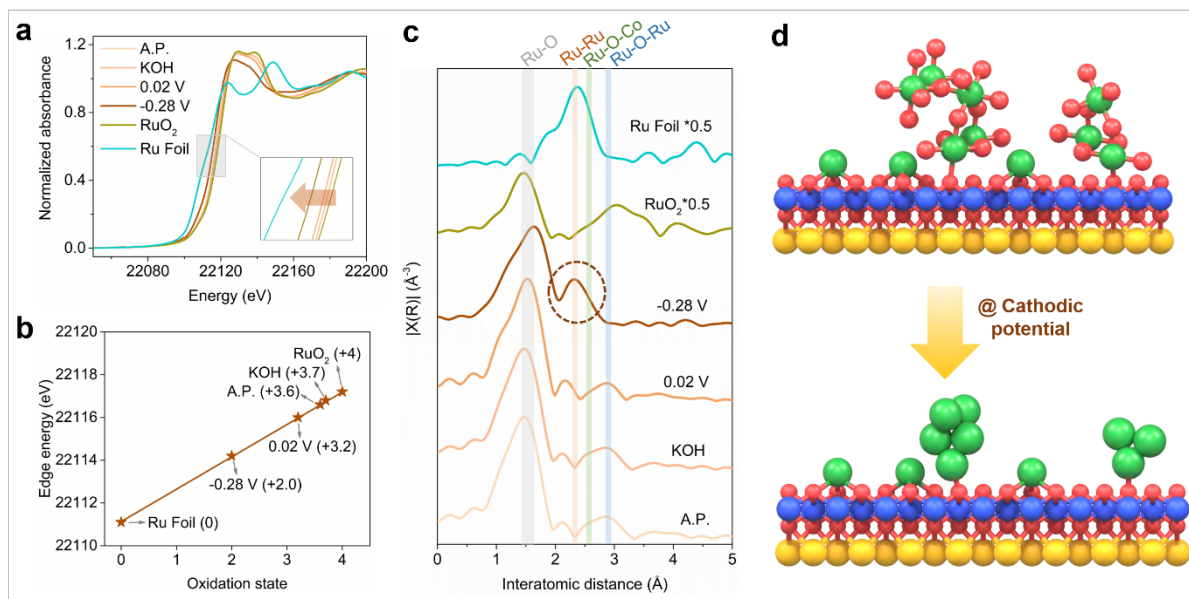 a
1.2
0.8
0.4
0.0
Normalized absorbance
A.P.
KOH
0.02 V
-0.28 V
RuO₂
Ru Foil
22080
22120
22160
22200
Energy (eV)
b
22120
22118
22116
22114
22112
22110
Edge energy (eV)
RuO₂ (+4)
KOH (+3.7)
A.P. (+3.6)
0.02 V (+3.2)
-0.28 V (+2.0)
Ru Foil (0)
0
1
2
3
4
Oxidation state
c
Ru-O
Ru-Ru
Ru-O-Co
Ru-O-Ru
|X(R)| (Å⁻³)
Ru Foil *0.5
RuO₂*0.5
-0.28 V
0.02 V
KOH
A.P.
0
1
2
3
4
5
Interatomic distance (Å)
d
@ Cathodic
potential